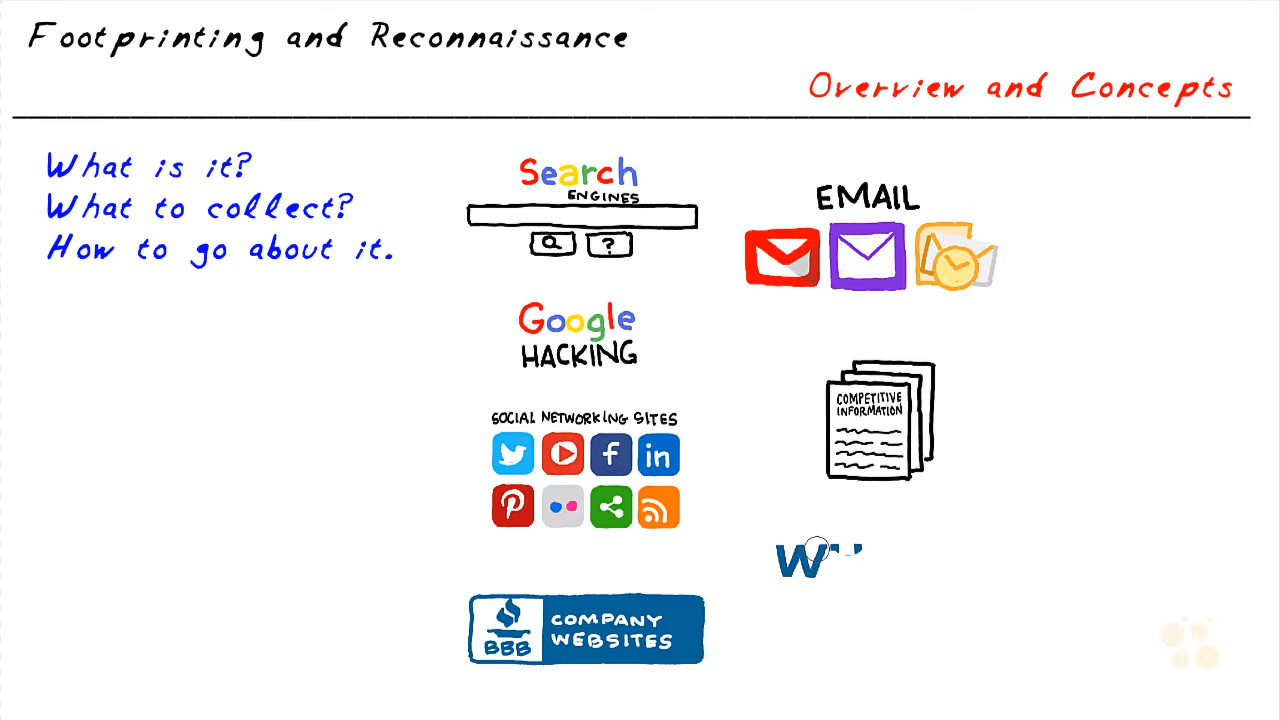 Footprinting and Reconnaissance
Overview and Concepts
What is it?
What to collect?
How to go about it.
Search
ENGINES
?
Google
HACKING
SOCIAL NETWORKING SITES
f
in
BBB
COMPANY
WEBSITES
EMAIL
COMPETITIVE
INFORMATION
W